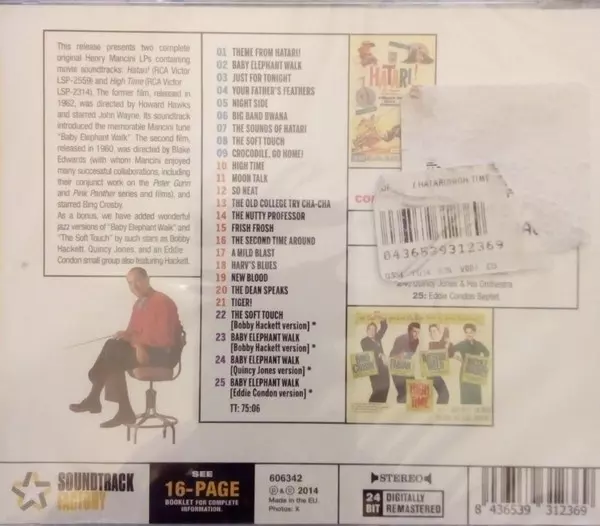 This release presents two complete
original Henry Mancini LPs containing
movie soundtracks: Hatari! (RCA Victor
LSP-2559) and High Time (RCA Victor
LSP-2314). The former film, released in
1962, was directed by Howard Hawks
and starred John Wayne. Its soundtrack
introduced the memorable Mancini tune
"Baby Elephant Walk". The second film,
released in 1960, was directed by Blake
Edwards (with whom Mancini enjoyed
many successful collaborations, including
their conjunct work on the Peter Gunn
and Pink Panther series and films), and
starred Bing Crosby.
As a bonus, we have added wonderful
jazz versions of "Baby Elephant Walk" and
"The Soft Touch" by such stars as Bobby
Hackett, Quincy Jones, and an Eddie
Condon small group also featuring Hackett.
01 THEME FROM HATARI!
02 BABY ELEPHANT WALK
03 JUST FOR TONIGHT
04 YOUR FATHER'S FEATHERS
05 NIGHT SIDE
06 BIG BAND BWANA
07 THE SOUNDS OF HATARI
08 THE SOFT TOUCH
09 CROCODILE, GO HOME!
10 HIGH TIME
11 MOON TALK
12 SO NEAT
13 THE OLD COLLEGE TRY CHA-CHA
14 THE NUTTY PROFESSOR
15 FRISH FROSH
16 THE SECOND TIME AROUND
17 A MILD BLAST
18 HARV'S BLUES
19 NEW BLOOD
20 THE DEAN SPEAKS
21 TIGER!
22 THE SOFT TOUCH
[Bobby Hackett version] *
23 BABY ELEPHANT WALK
[Bobby Hackett version] *
24 BABY ELEPHANT WALK
[Quincy Jones version] *
25 BABY ELEPHANT WALK
[Eddie Condon version] *
TT: 75:06
HATARI!
HATARI!HIGH TIME
0436539312369
Quincy Jones & His Orchestra
25: Eddie Condon Septet
BING CROSBY
FABIAN
TUESDAY WELD
HIGH TIME
SOUNDTRACK
FACTORY
SEE
16-PAGE
BOOKLET FOR COMPLETE
INFORMATION.
606342
℗ & © 2014
Made in the EU.
Photos: X
STEREO
24 BIT
DIGITALLY
REMASTERED
8 436539 312369